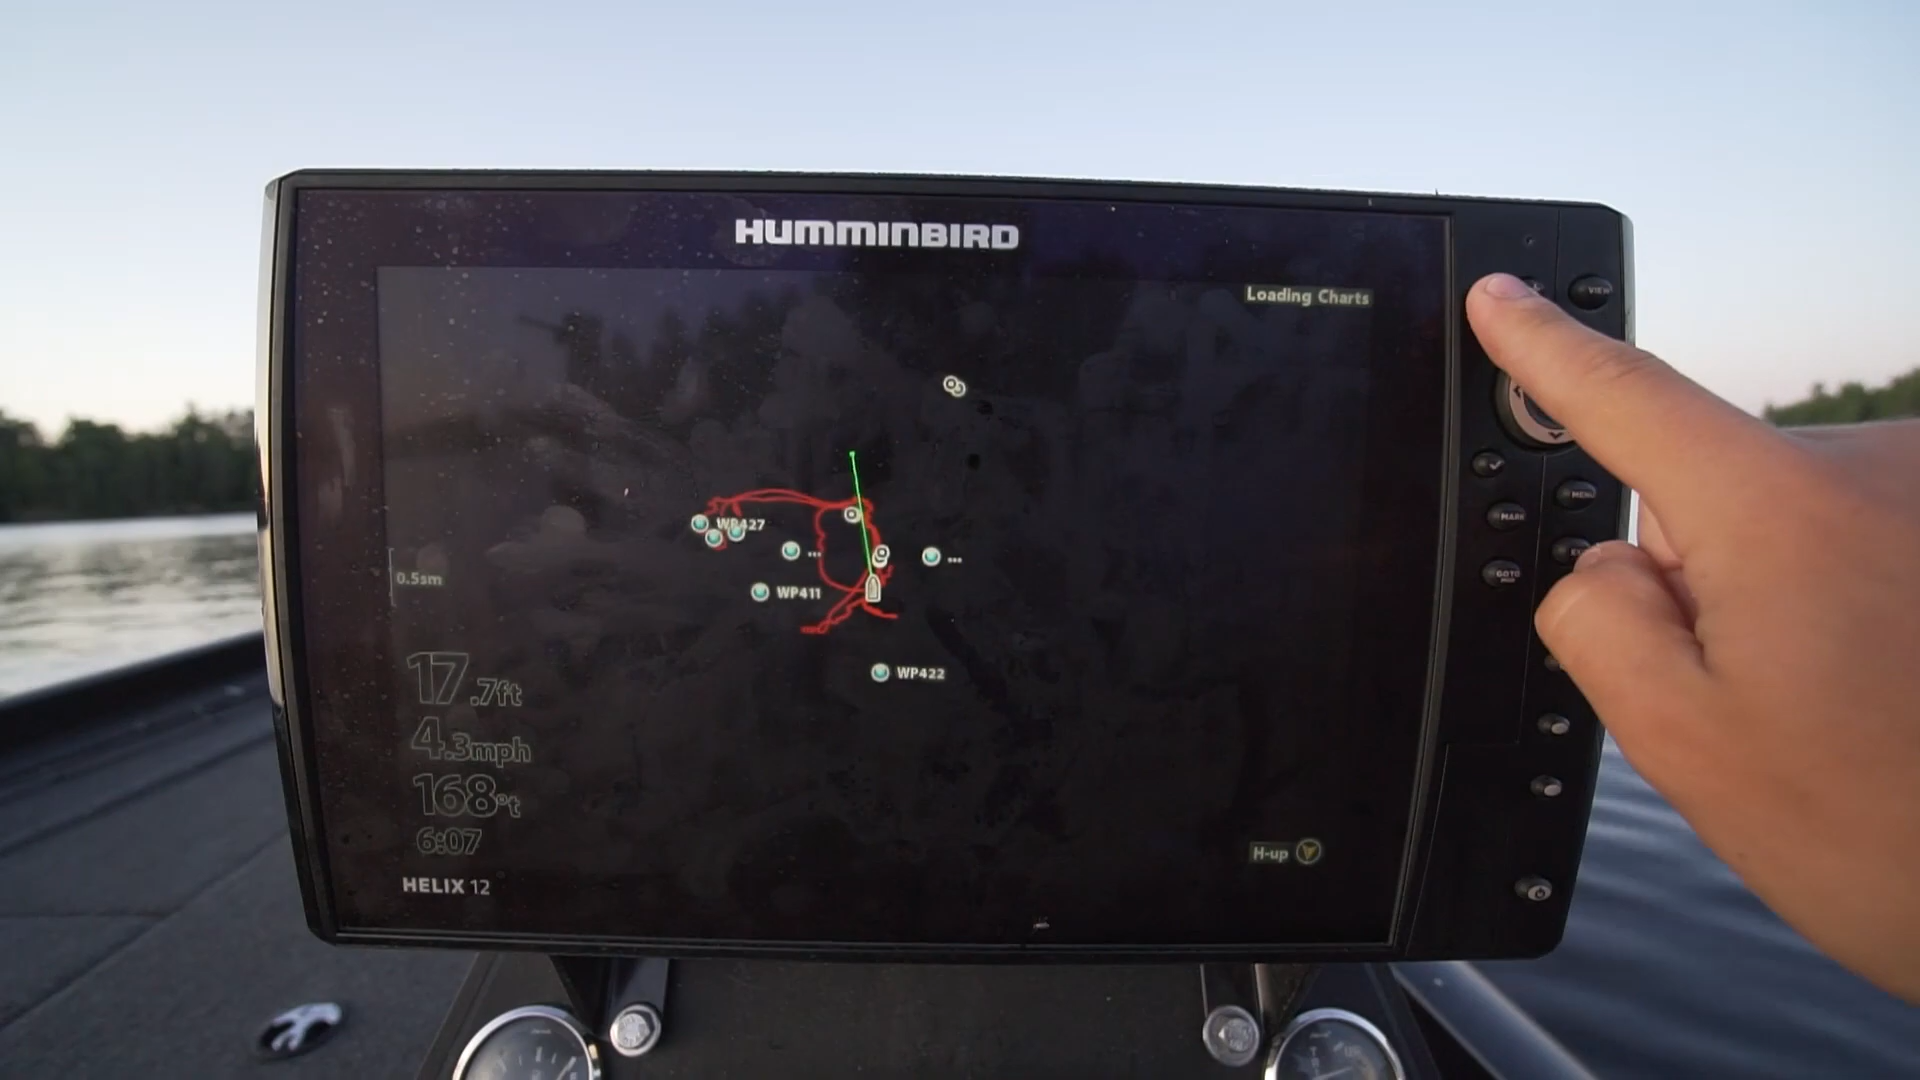 HUMMINBIRD
Loading Charts
VIEW
WP427
...
...
0.5sm
WP411
MENU
MARK
GOTO
WP422
17.7ft
4.3mph
168°t
6:07
H-up
HELIX 12